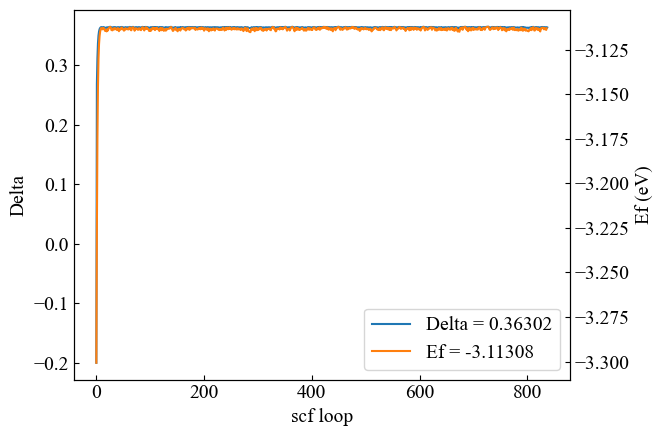 0.3
0.2
0.1
0.0
−0.1
−0.2
Delta
−3.125
−3.150
−3.175
−3.200
−3.225
−3.250
−3.275
−3.300
Ef (eV)
Delta = 0.36302
Ef = -3.11308
0 200 400 600 800
scf loop